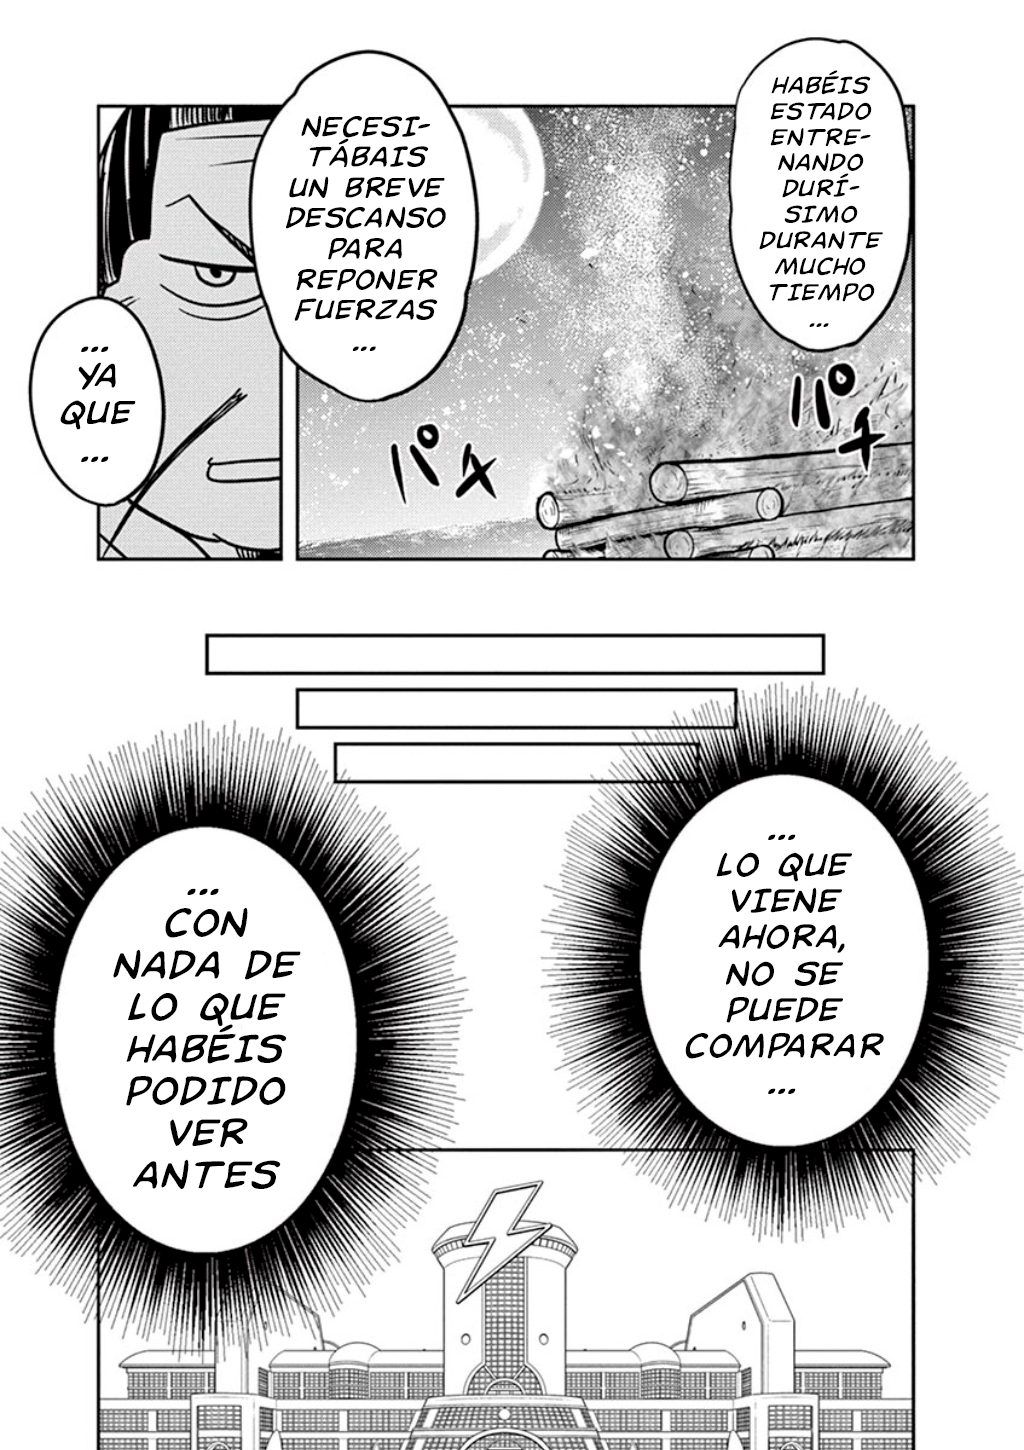 HABÉIS
ESTADO
ENTRE-
NANDO
DURÍ-
SIMO
DURANTE
MUCHO
TIEMPO
...
パチ
NECESI-
TÁBAIS
UN BREVE
DESCANSO
PARA
REPONER
FUERZAS
...
パチ
...
YA
QUE
...
...
LO QUE
VIENE
AHORA,
NO SE
PUEDE
COMPARAR
...
...
CON
NADA DE
LO QUE
HABÉIS
PODIDO
VER
ANTES